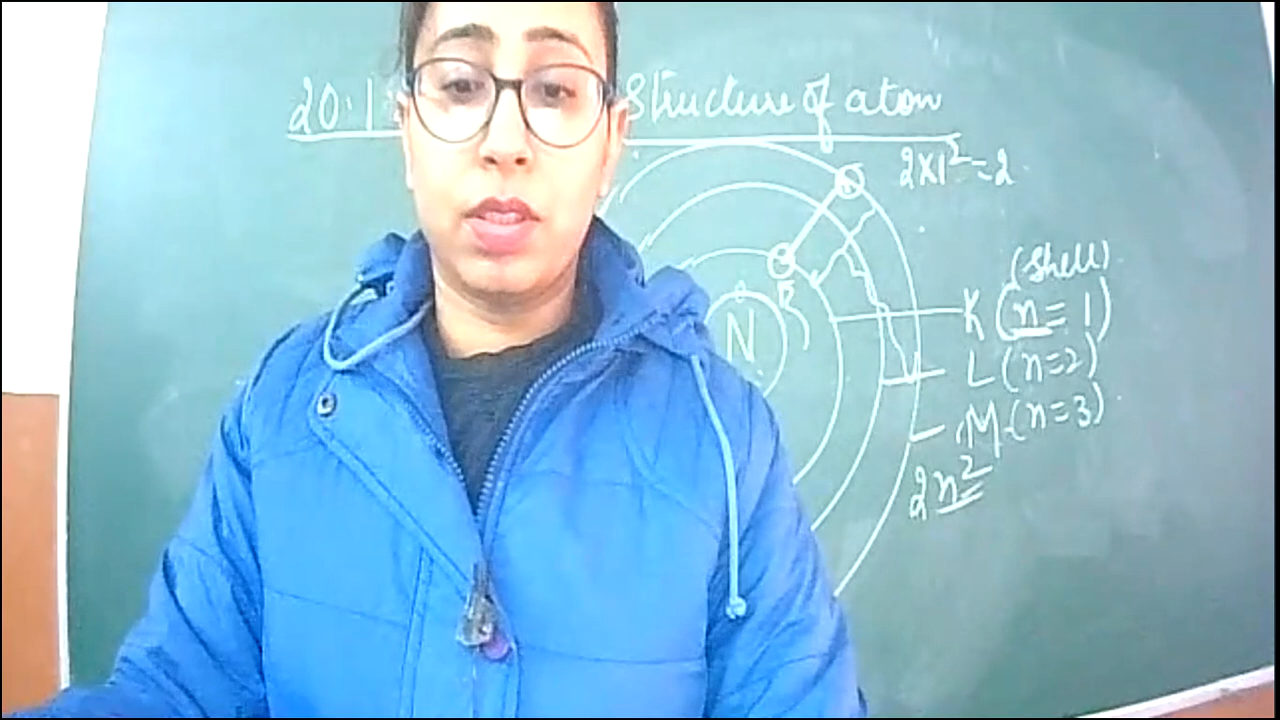 20.1 Structure of atom
2×1²=2
(Shell)
K (n=1)
N
L (n=2)
M (n=3)
2n²